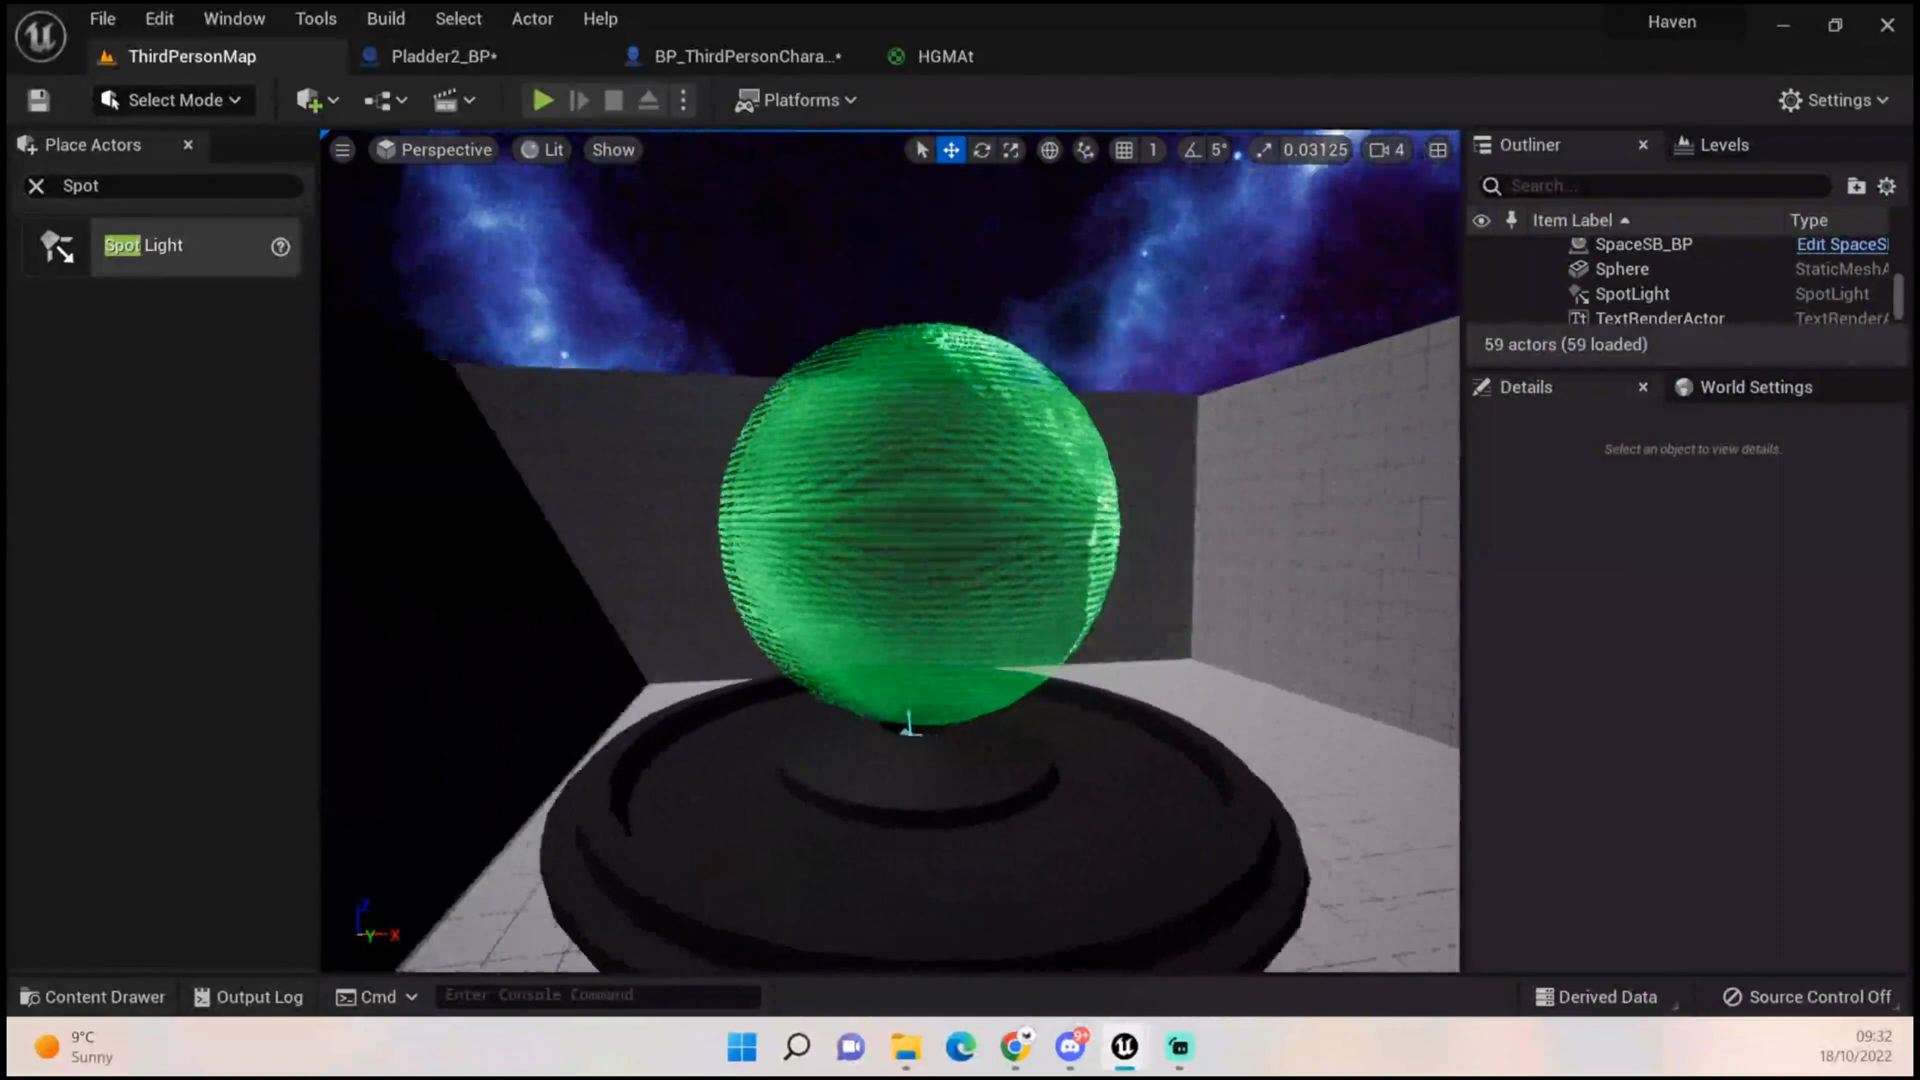 File Edit Window Tools Build Select Actor Help
Haven
ThirdPersonMap
Pladder2_BP*
BP_ThirdPersonChara...*
HGMAt
Select Mode
Platforms
Settings
Place Actors
Spot
Spot Light
Perspective
Lit
Show
1
5°
0.03125
4
Outliner
Levels
Search...
Item Label
Type
SpaceSB_BP
Edit SpaceS
Sphere
StaticMeshA
SpotLight
SpotLight
TextRenderActor
TextRenderA
59 actors (59 loaded)
Details
World Settings
Select an object to view details.
Z
Y
X
Content Drawer
Output Log
Cmd
Enter Console Command
Derived Data
Source Control Off
9°C
Sunny
9+
09:32
18/10/2022